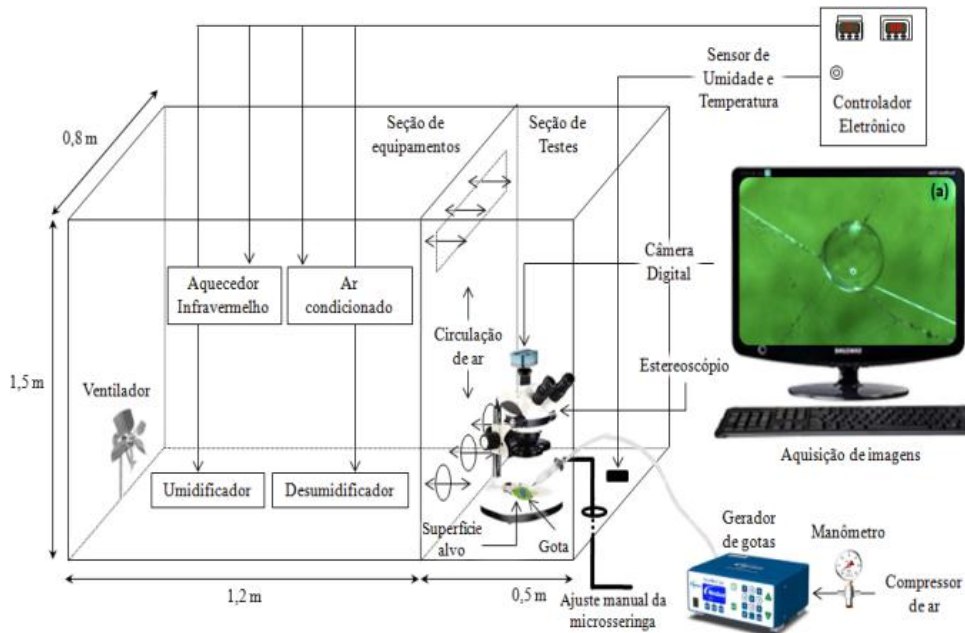 Sensor de
Umidade e
Temperatura
Controlador
Eletrônico
0,8 m
Seção de
equipamentos
Seção de
Testes
(a)
Câmera
Digital
Aquecedor
Infravermelho
Ar
condicionado
Circulação
de ar
1,5 m
Ventilador
Estereoscópio
Aquisição de imagens
Umidificador
Desumidificador
Superfície
alvo
Gota
Gerador
de gotas
Manômetro
Compressor
de ar
1,2 m
0,5 m
Ajuste manual da
microsseringa